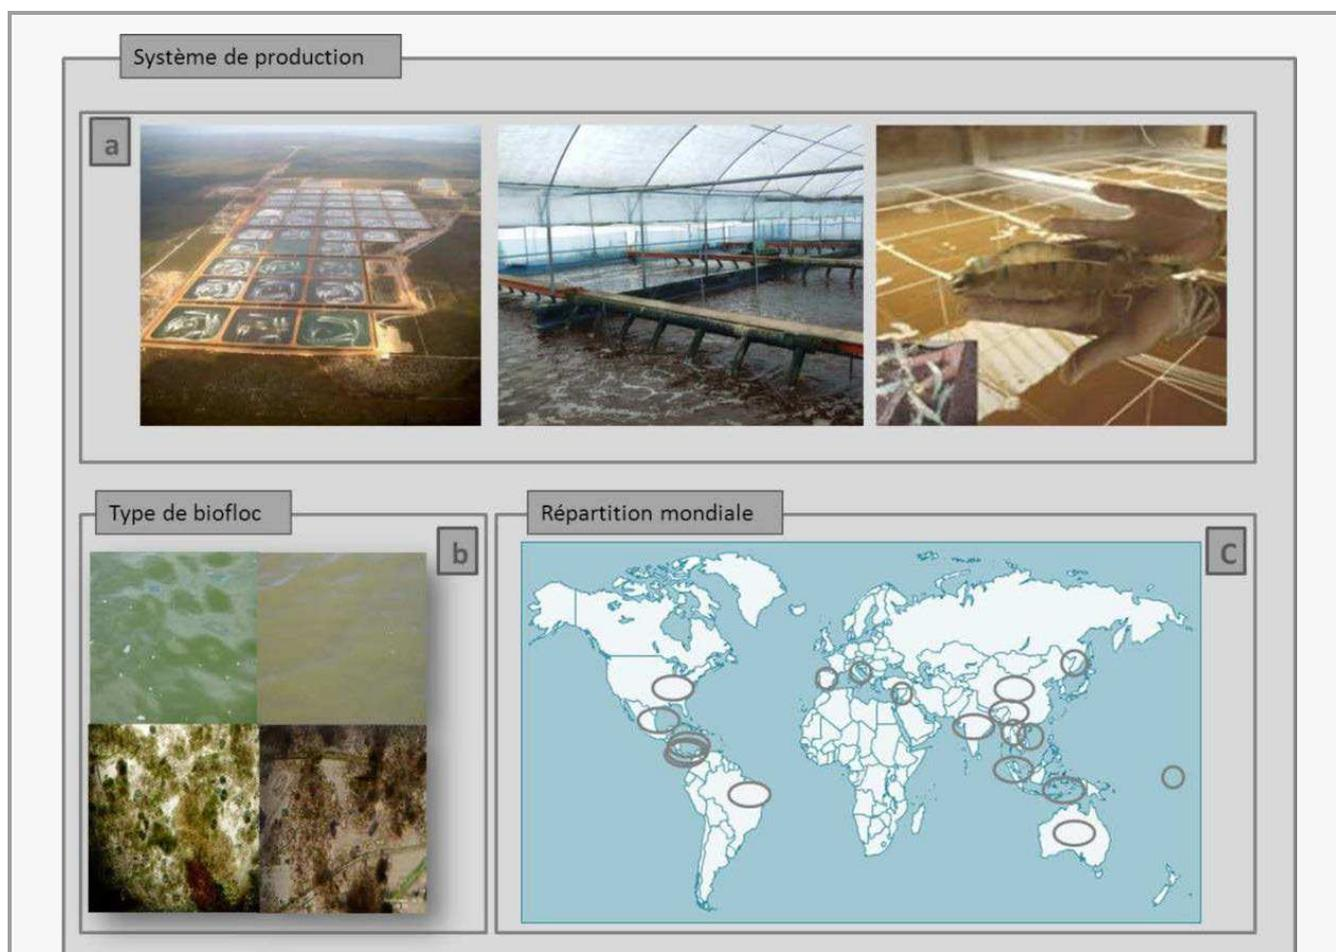 Système de production
a
Type de biofloc
b
Répartition mondiale
C